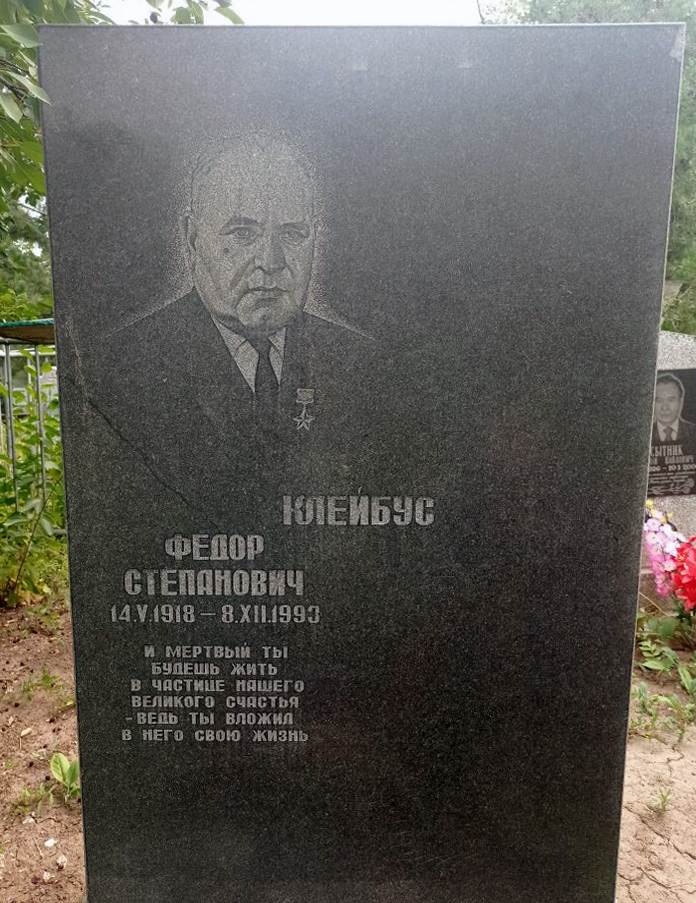 КЛЕЙБУС
ФЕДОР
СТЕПАНОВИЧ
14.V.1918 – 8.XII.1993
И МЕРТВЫЙ ТЫ
БУДЕШЬ ЖИТЬ
В ЧАСТИЦЕ НАШЕГО
ВЕЛИКОГО СЧАСТЬЯ
-ВЕДЬ ТЫ ВЛОЖИЛ
В НЕГО СВОЮ ЖИЗНЬ
СЫТНИК